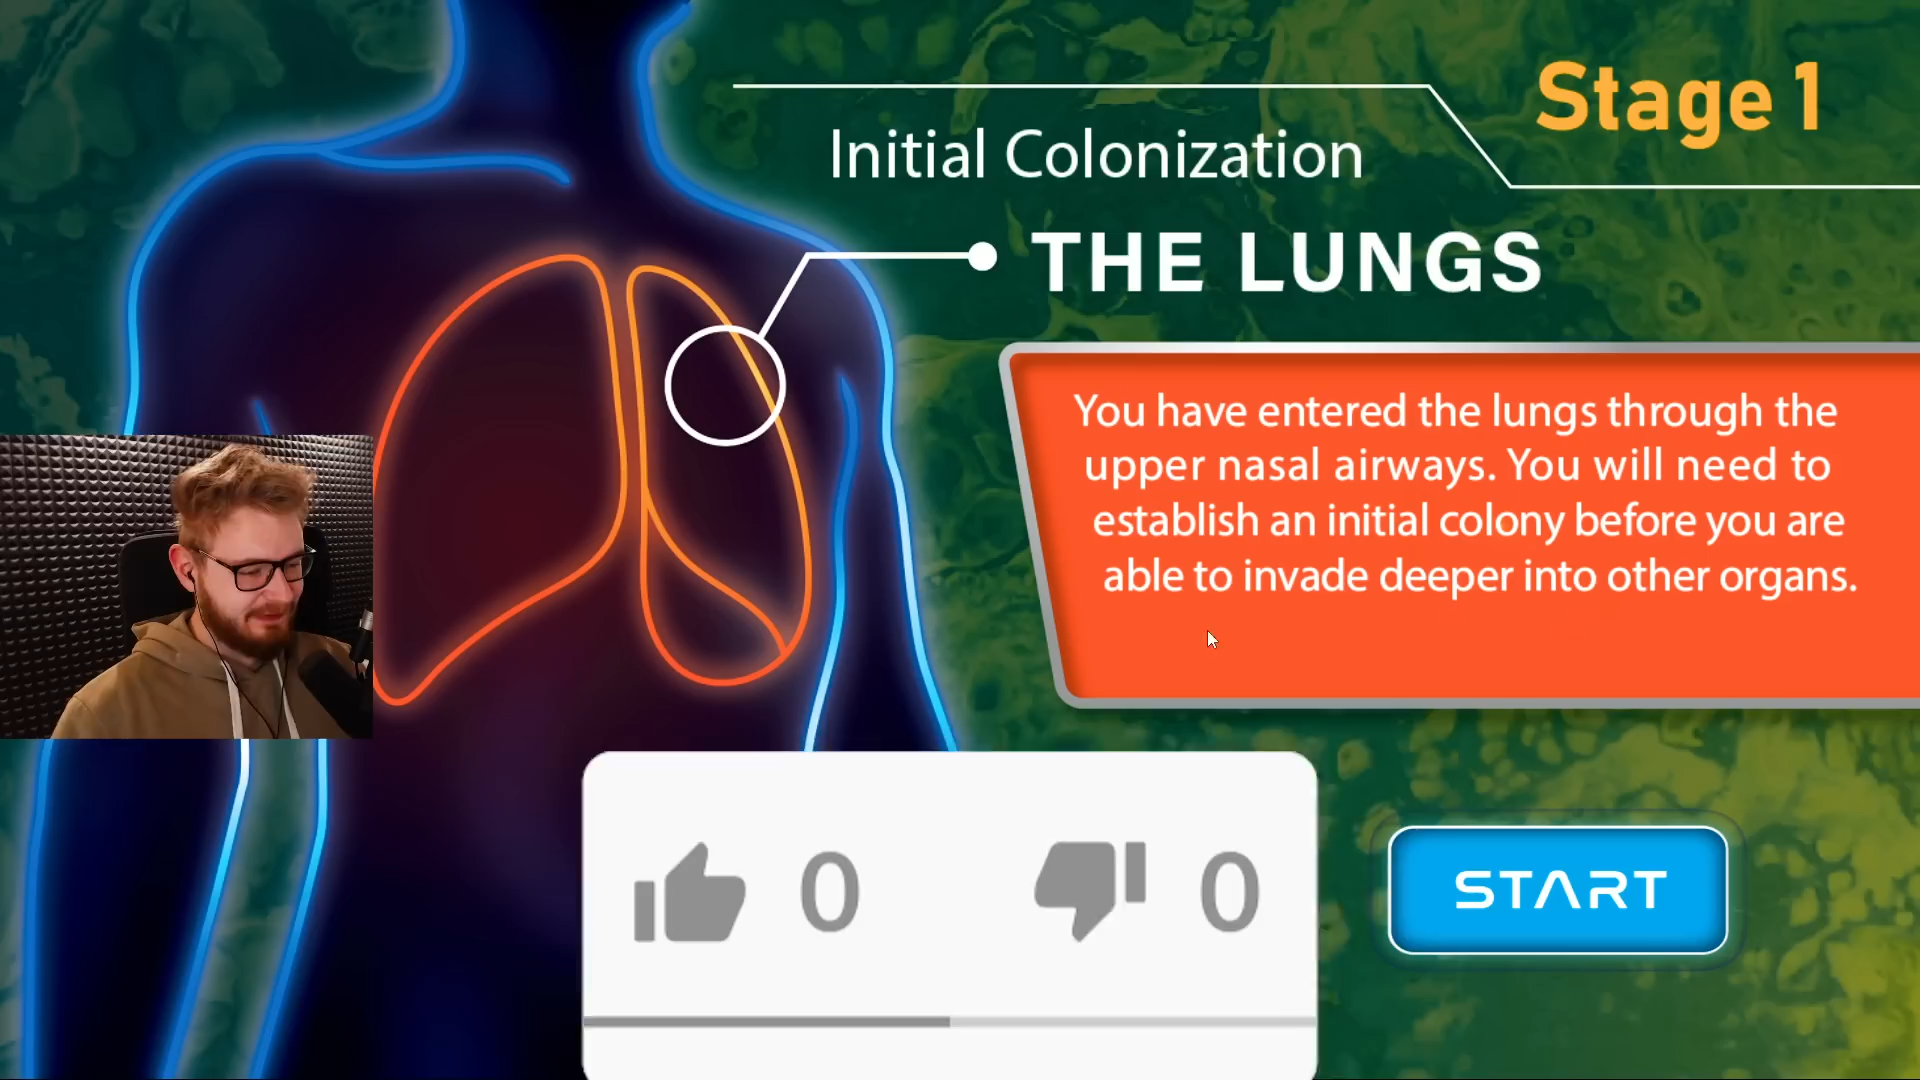 Stage 1
Initial Colonization
THE LUNGS
You have entered the lungs through the
upper nasal airways. You will need to
establish an initial colony before you are
able to invade deeper into other organs.
0 0
START